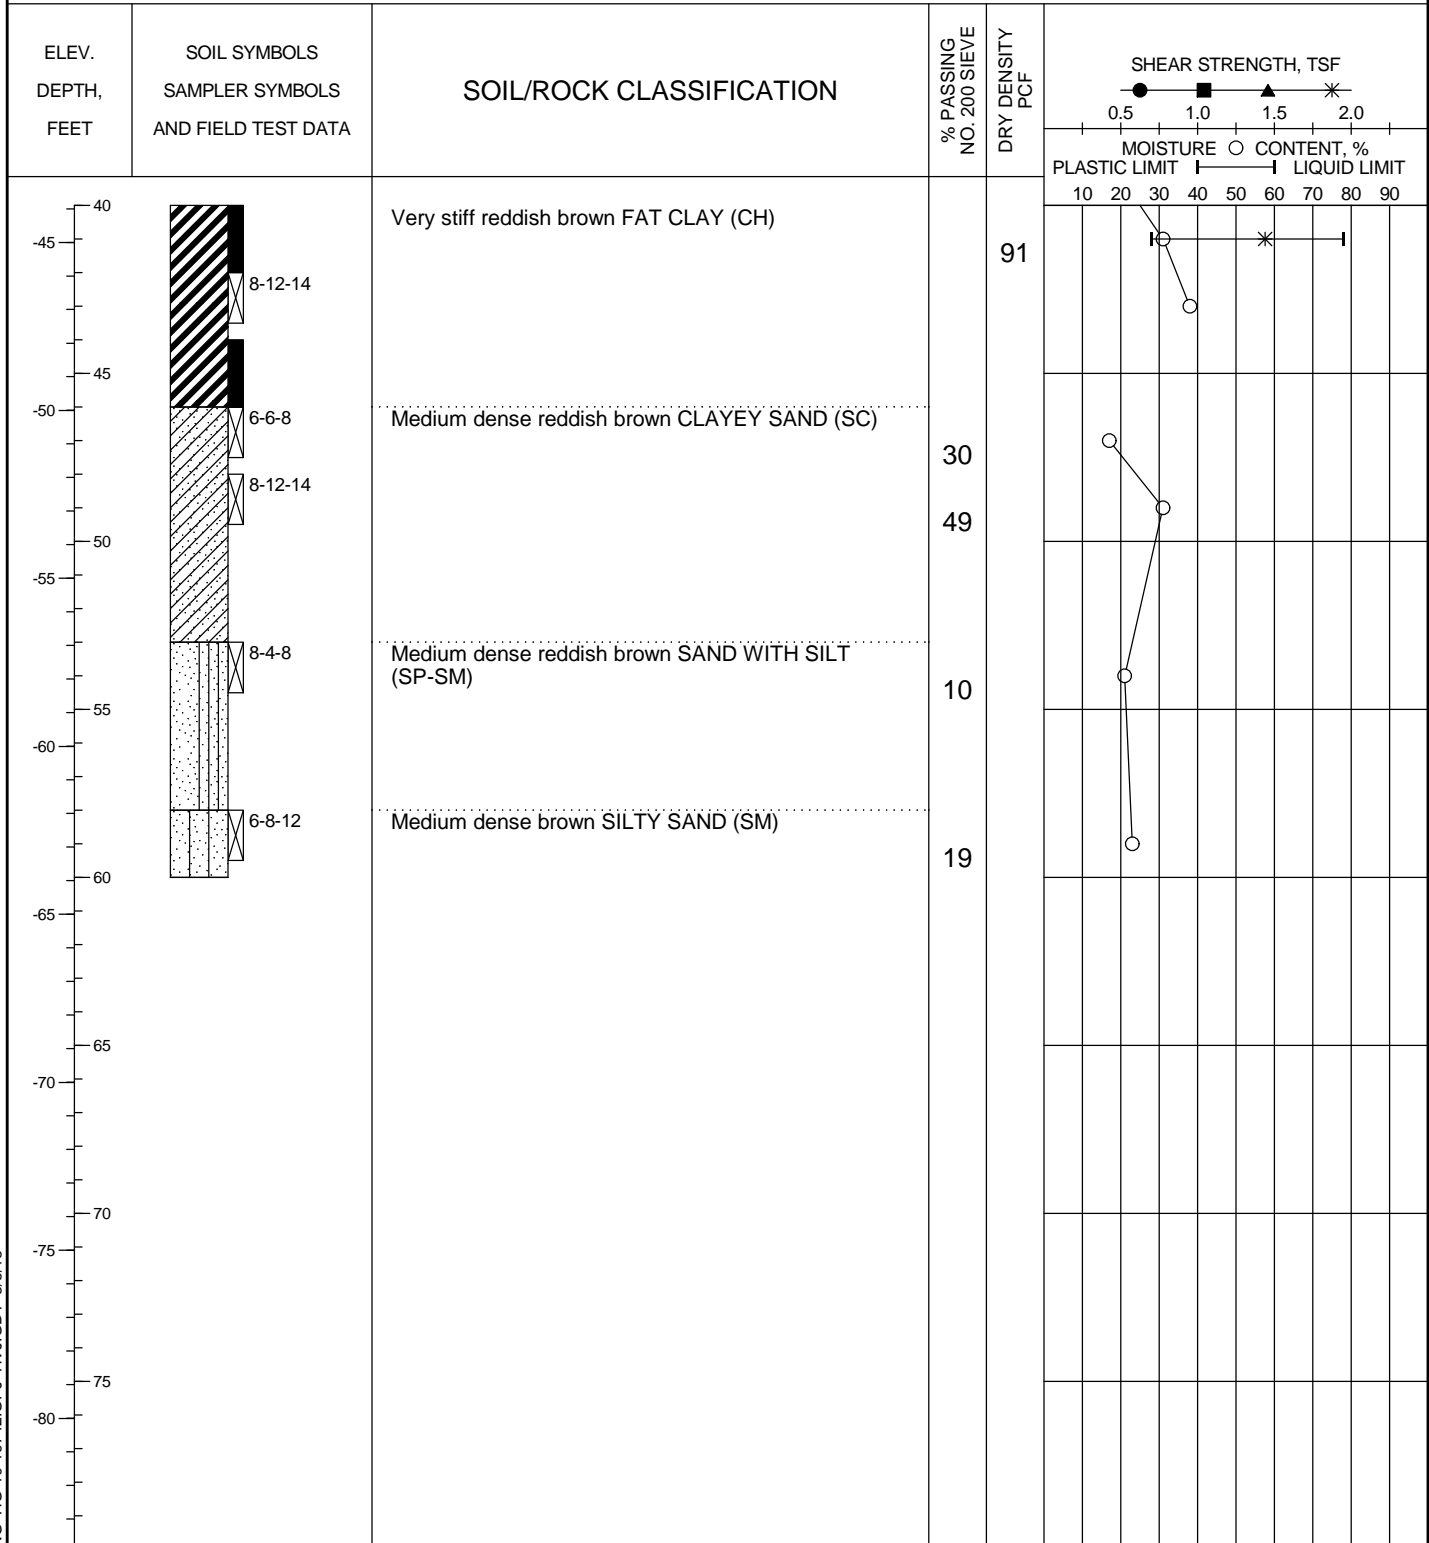 ELEV.
DEPTH,
FEET
SOIL SYMBOLS
SAMPLER SYMBOLS
AND FIELD TEST DATA
SOIL/ROCK CLASSIFICATION
% PASSING
NO. 200 SIEVE
DRY DENSITY
PCF
SHEAR STRENGTH, TSF
0.5 1.0 1.5 2.0
MOISTURE CONTENT, %
PLASTIC LIMIT LIQUID LIMIT
10 20 30 40 50 60 70 80 90
40
Very stiff reddish brown FAT CLAY (CH)
-45
91
8-12-14
45
-50
6-6-8
Medium dense reddish brown CLAYEY SAND (SC)
30
8-12-14
49
50
-55
8-4-8
Medium dense reddish brown SAND WITH SILT
(SP-SM)
10
55
-60
6-8-12
Medium dense brown SILTY SAND (SM)
19
60
-65
65
-70
70
-75
75
-80